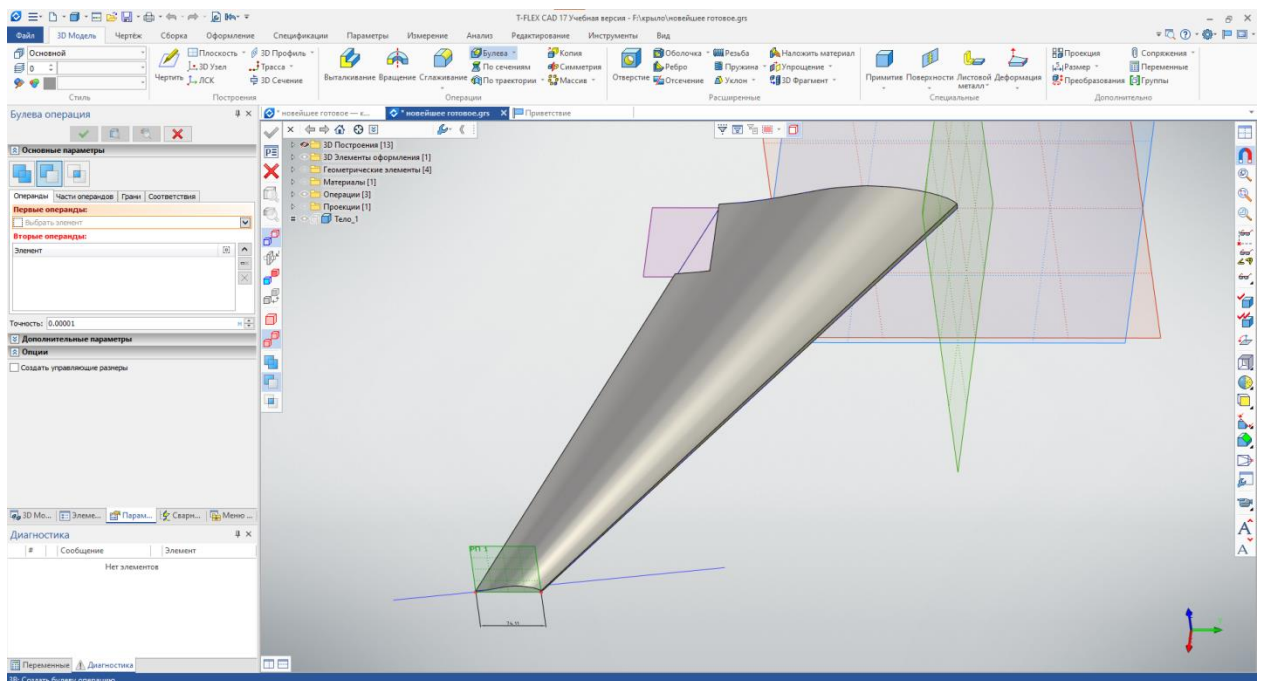 T-FLEX CAD 17 Учебная версия - F:\крыло\новейшее готовое.grs
Файл 3D Модель Чертёж Сборка Оформление Спецификации Параметры Измерение Анализ Редактирование Инструменты Вид
Основной Плоскость 3D Профиль Булева Копия Оболочка Резьба Наложить материал Проекция Сопряжения
0 3D Узел Трасса По сечениям Симметрия Ребро Пружина Упрощение Размер Переменные
Чертить ЛСК 3D Сечение Выталкивание Вращение Сглаживание По траектории Массив Отверстие Отсечение Уклон 3D Фрагмент Примитив Поверхности Листовой металл Деформация Преобразования Группы
Стиль Построения Операции Расширенные Специальные Дополнительно
Булева операция
новейшее готовое — к...
новейшее готовое.grs X
Приветствие
Основные параметры
Операнды Части операндов Грани Соответствия
Первые операнды:
Выбрать элемент
Вторые операнды:
Элемент
Точность: 0.00001
Дополнительные параметры
Опции
Создать управляющие размеры
3D Построения [13]
3D Элементы оформления [1]
Геометрические элементы [4]
Материалы [1]
Операции [3]
Проекции [1]
Тело_1
РП 1
3D Мо... Элеме... Парам... Сварн... Меню ...
Диагностика
# Сообщение Элемент
Нет элементов
Переменные Диагностика
3B: Создать булеву операцию